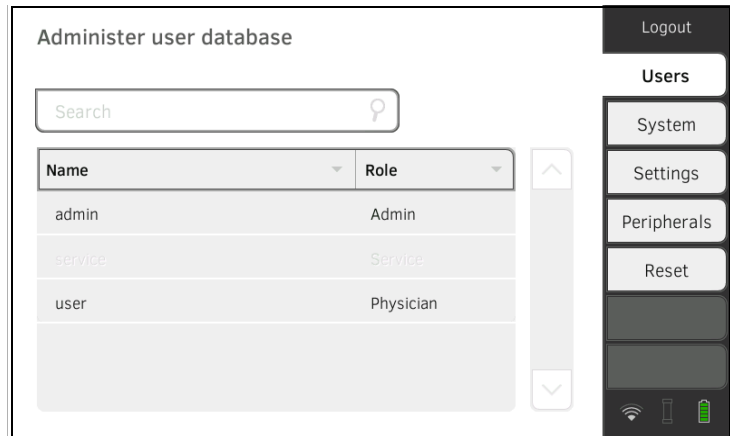 Administer user database
Search
Name Role
admin Admin
service Service
user Physician
Logout
Users
System
Settings
Peripherals
Reset